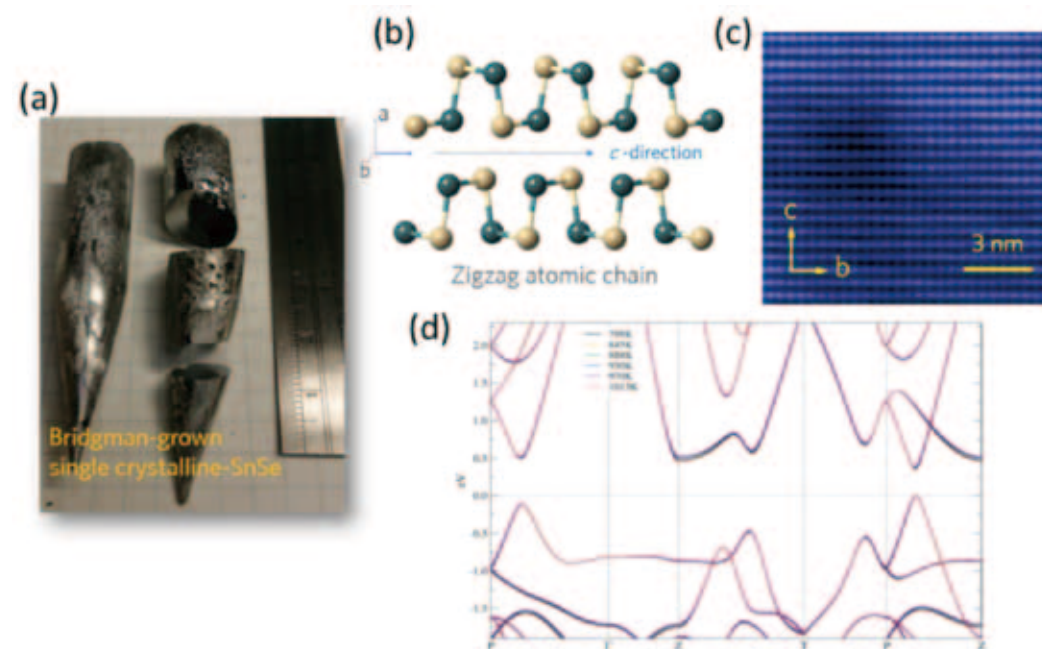 (a)
Bridgman-grown
single crystalline-SnSe
(b)
a
b
c-direction
Zigzag atomic chain
(c)
c
b
3 nm
(d)
2.0
1.5
1.0
0.5
0.0
-0.5
-1.0
-1.5
eV